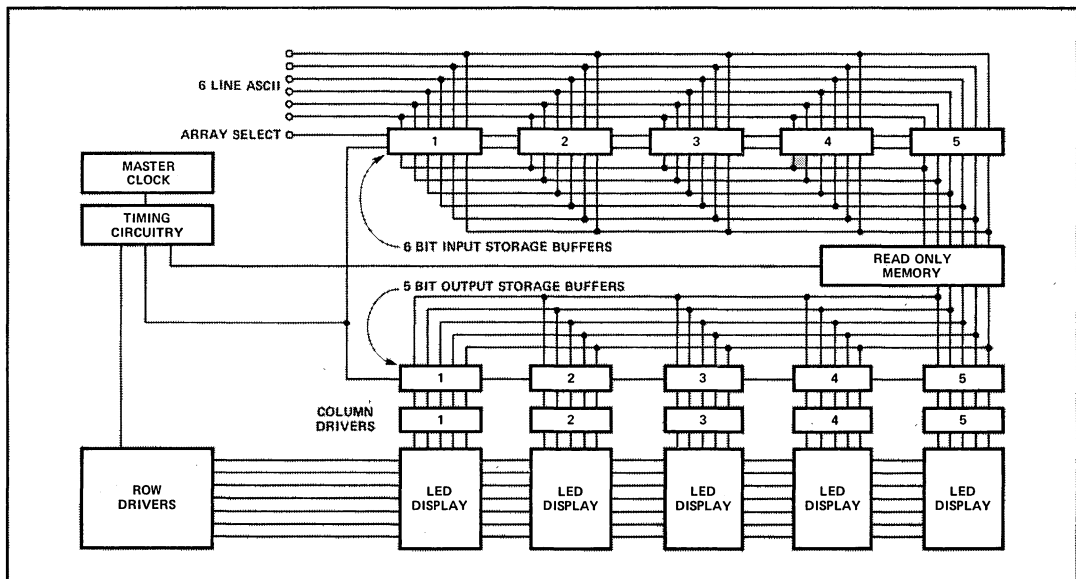 6 LINE ASCII
ARRAY SELECT
1 2 3 4 5
MASTER
CLOCK
TIMING
CIRCUITRY
6 BIT INPUT STORAGE BUFFERS
READ ONLY
MEMORY
5 BIT OUTPUT STORAGE BUFFERS
1 2 3 4 5
COLUMN
DRIVERS
1 2 3 4 5
ROW
DRIVERS
LED
DISPLAY
LED
DISPLAY
LED
DISPLAY
LED
DISPLAY
LED
DISPLAY